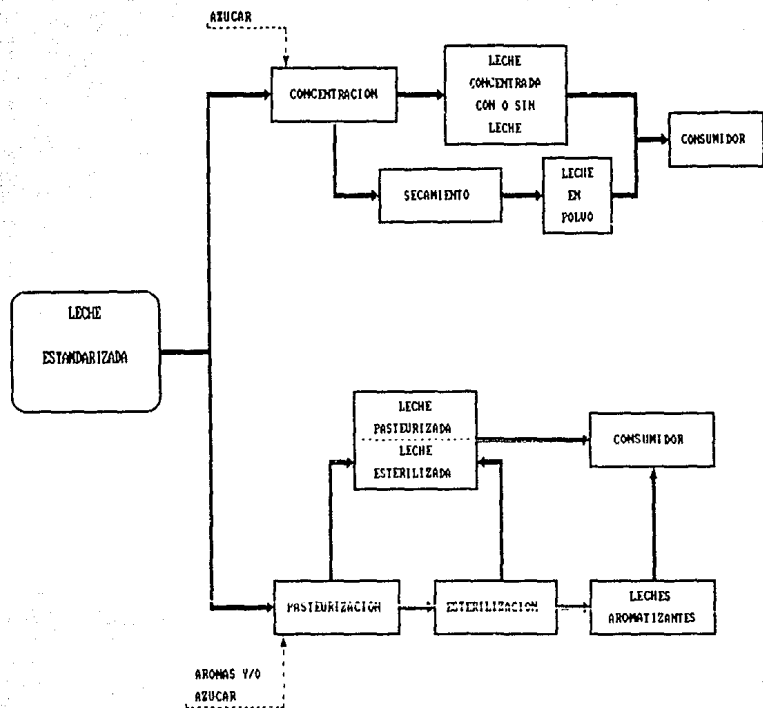 AZUCAR
CONCENTRACION
LECHE
CONCENTRADA
CON O SIN
LECHE
CONSUMIDOR
SECAMIENTO
LECHE
EN
POLVO
LECHE
ESTANDARIZADA
LECHE
PASTEURIZADA
LECHE
ESTERILIZADA
CONSUMIDOR
PASTEURIZACION
ESTERILIZACION
LECHES
AROMATIZANTES
AROMAS Y/O
AZUCAR